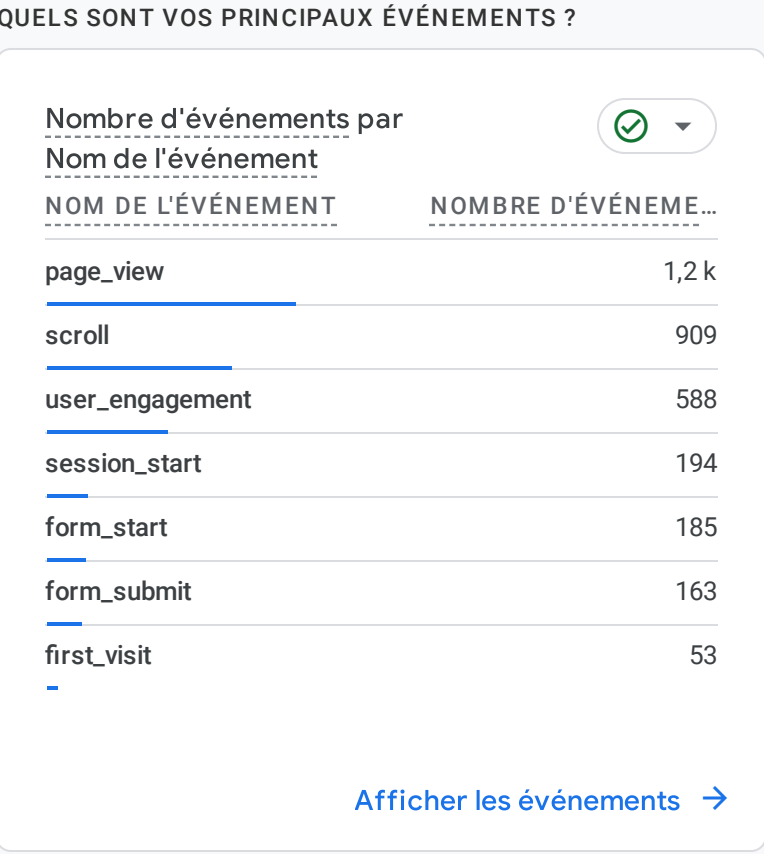 QUELS SONT VOS PRINCIPAUX ÉVÉNEMENTS ?
Nombre d'événements par
Nom de l'événement
NOM DE L'ÉVÉNEMENT NOMBRE D'ÉVÉNEME…
page_view 1,2 k
scroll 909
user_engagement 588
session_start 194
form_start 185
form_submit 163
first_visit 53
Afficher les événements